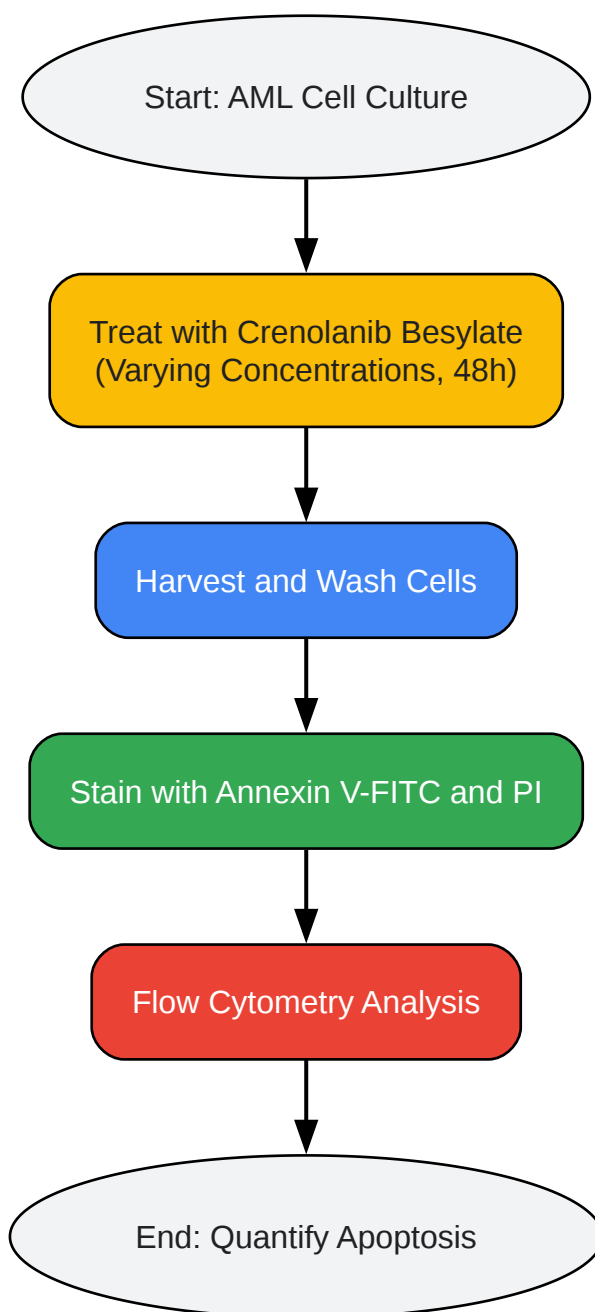 Start: AML Cell Culture
Treat with Crenolanib Besylate
(Varying Concentrations, 48h)
Harvest and Wash Cells
Stain with Annexin V-FITC and PI
Flow Cytometry Analysis
End: Quantify Apoptosis